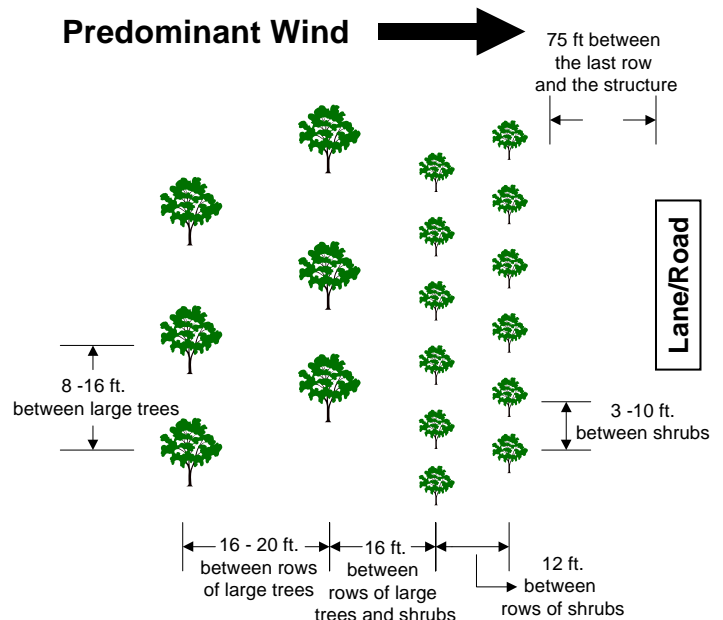 Predominant Wind
75 ft between
the last row
and the structure
Lane/Road
8 -16 ft.
between large trees
3 -10 ft.
between shrubs
16 - 20 ft.
between rows
of large trees
16 ft.
between
rows of large
trees and shrubs
12 ft.
between
rows of shrubs